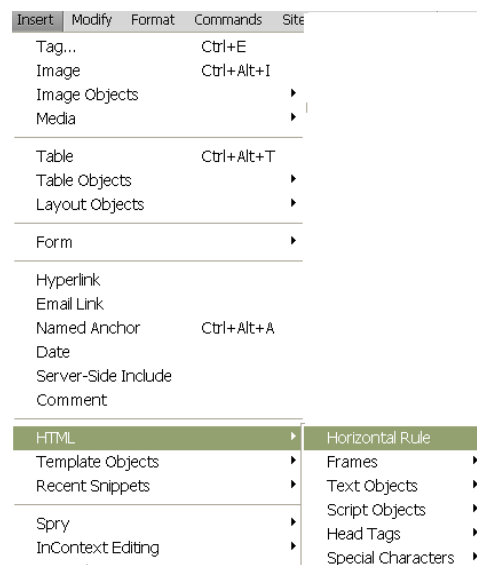 Insert Modify Format Commands Site
Tag... Ctrl+E
Image Ctrl+Alt+I
Image Objects
Media
Table Ctrl+Alt+T
Table Objects
Layout Objects
Form
Hyperlink
Email Link
Named Anchor Ctrl+Alt+A
Date
Server-Side Include
Comment
HTML Horizontal Rule
Template Objects Frames
Recent Snippets Text Objects
Script Objects
Spry Head Tags
InContext Editing Special Characters